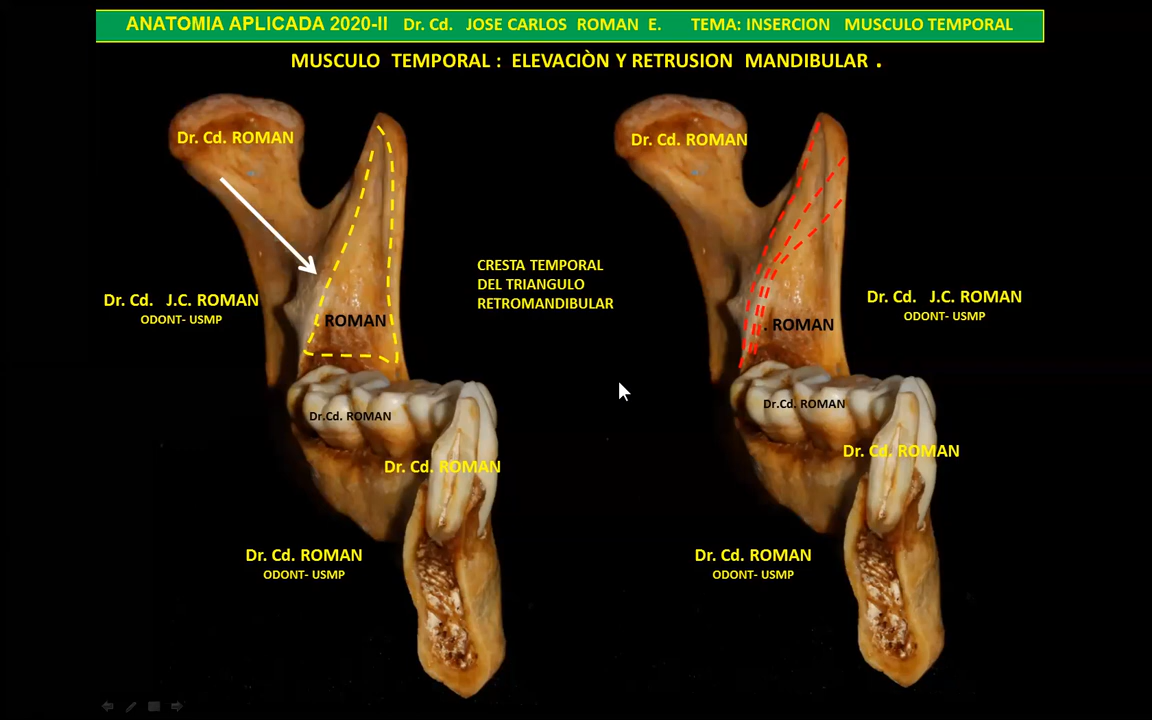 ANATOMIA APLICADA 2020-II Dr. Cd. JOSE CARLOS ROMAN E. TEMA: INSERCION MUSCULO TEMPORAL
MUSCULO TEMPORAL : ELEVACIÒN Y RETRUSION MANDIBULAR .
Dr. Cd. ROMAN
Dr. Cd. ROMAN
CRESTA TEMPORAL
DEL TRIANGULO
RETROMANDIBULAR
Dr. Cd. J.C. ROMAN
ODONT- USMP
Dr. Cd. J.C. ROMAN
ODONT- USMP
ROMAN
. ROMAN
Dr.Cd. ROMAN
Dr.Cd. ROMAN
Dr. Cd. ROMAN
Dr. Cd. ROMAN
Dr. Cd. ROMAN
ODONT- USMP
Dr. Cd. ROMAN
ODONT- USMP